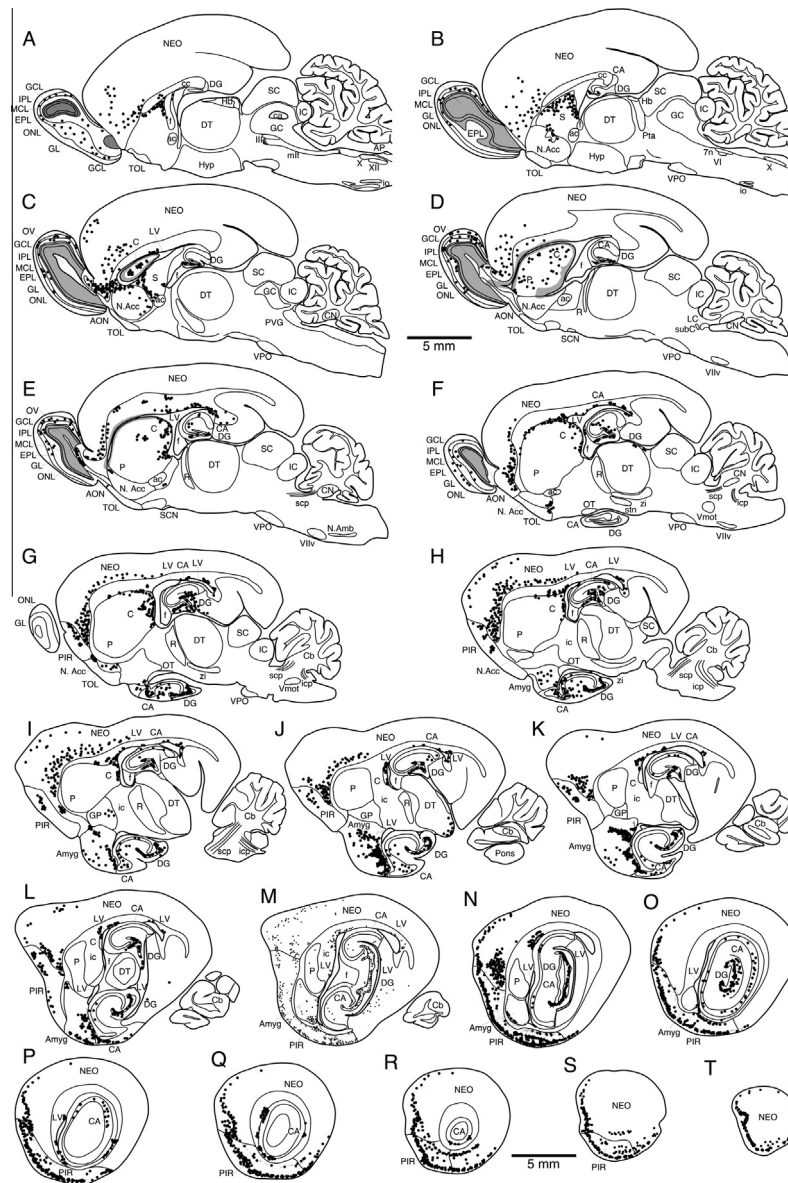 A
NEO
GCL
IPL
MCL
EPL
ONL
GL
GCL
TOL
cc
DG
Hb
SC
IC
f
ac
DT
Hyp
GC
mlf
AP
X
XII
io
B
NEO
GCL
IPL
MCL
EPL
ONL
GL
EPL
TOL
cc
CA
DG
Hb
SC
IC
S
f
ac
N.Acc
DT
Hyp
Pta
GC
VPO
7n
VI
X
io
C
NEO
OV
GCL
IPL
MCL
EPL
GL
ONL
AON
TOL
C
LV
S
f
N.Acc
ac
DG
DT
SC
GC
IC
PVG
CN
VPO
D
NEO
OV
GCL
IPL
MCL
EPL
GL
ONL
AON
TOL
C
P
N.Acc
ac
f
R
CA
DG
DT
SC
IC
LC
subC
CN
SCN
VPO
VIIv
5 mm
E
NEO
OV
GCL
IPL
MCL
EPL
GL
ONL
AON
TOL
C
LV
P
N. Acc
ac
f
R
CA
DG
DT
SC
IC
scp
CN
SCN
VPO
VIIv
N.Amb
F
NEO
GCL
IPL
MCL
EPL
GL
ONL
AON
N. Acc
TOL
C
LV
CA
P
ac
f
R
DG
DT
SC
IC
CN
scp
icp
OT
stn
zi
CA
DG
Vmot
VPO
VIIv
G
NEO
LV CA LV
ONL
GL
PIR
N. Acc
TOL
C
P
f
R
DG
DT
SC
IC
Cb
scp
icp
OT
zi
Vmot
CA
DG
VPO
H
NEO
LV
CA
LV
C
P
f
DG
ic
R
DT
SC
PIR
N.Acc
OT
Amyg
zi
CA
DG
Cb
scp
icp
I
NEO
LV
CA
C
f
DG
P
ic
R
DT
GP
PIR
Amyg
CA
DG
Cb
scp
icp
J
NEO
CA
LV
LV
C
f
DG
P
ic
R
DT
GP
PIR
Amyg
LV
CA
DG
Cb
Pons
K
NEO
LV CA
C
f
DG
P
ic
DT
GP
PIR
Amyg
DG
Cb
L
NEO
CA
LV
LV
C
P
ic
f
DG
DT
LV
LV
PIR
DG
Amyg
CA
Cb
M
NEO
CA
LV
ic
P
LV
f
DG
CA
Amyg
PIR
Cb
N
NEO
LV
P
LV
DG
CA
Amyg
PIR
O
NEO
CA
LV
DG
Amyg
PIR
P
NEO
LV
CA
PIR
Q
NEO
CA
PIR
R
NEO
CA
PIR
5 mm
S
NEO
PIR
T
NEO